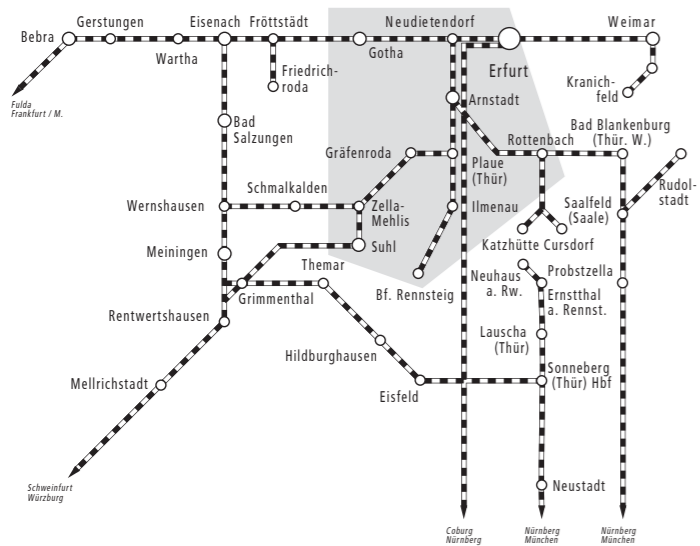 Gerstungen
Eisenach
Fröttstädt
Neudietendorf
Weimar
Bebra
Wartha
Gotha
Erfurt
Friedrich-
roda
Kranich-
feld
Fulda
Frankfurt / M.
Arnstadt
Bad
Salzungen
Rottenbach
Bad Blankenburg
(Thür. W.)
Gräfenroda
Plaue
(Thür)
Rudol-
stadt
Schmalkalden
Wernshausen
Zella-
Mehlis
Ilmenau
Saalfeld
(Saale)
Katzhütte
Cursdorf
Meiningen
Suhl
Themar
Neuhaus
a. Rw.
Probstzella
Bf. Rennsteig
Grimmenthal
Ernstthal
a. Rennst.
Rentwertshausen
Lauscha
(Thür)
Hildburghausen
Mellrichstadt
Sonneberg
(Thür) Hbf
Eisfeld
Schweinfurt
Würzburg
Neustadt
Coburg
Nürnberg
Nürnberg
München
Nürnberg
München